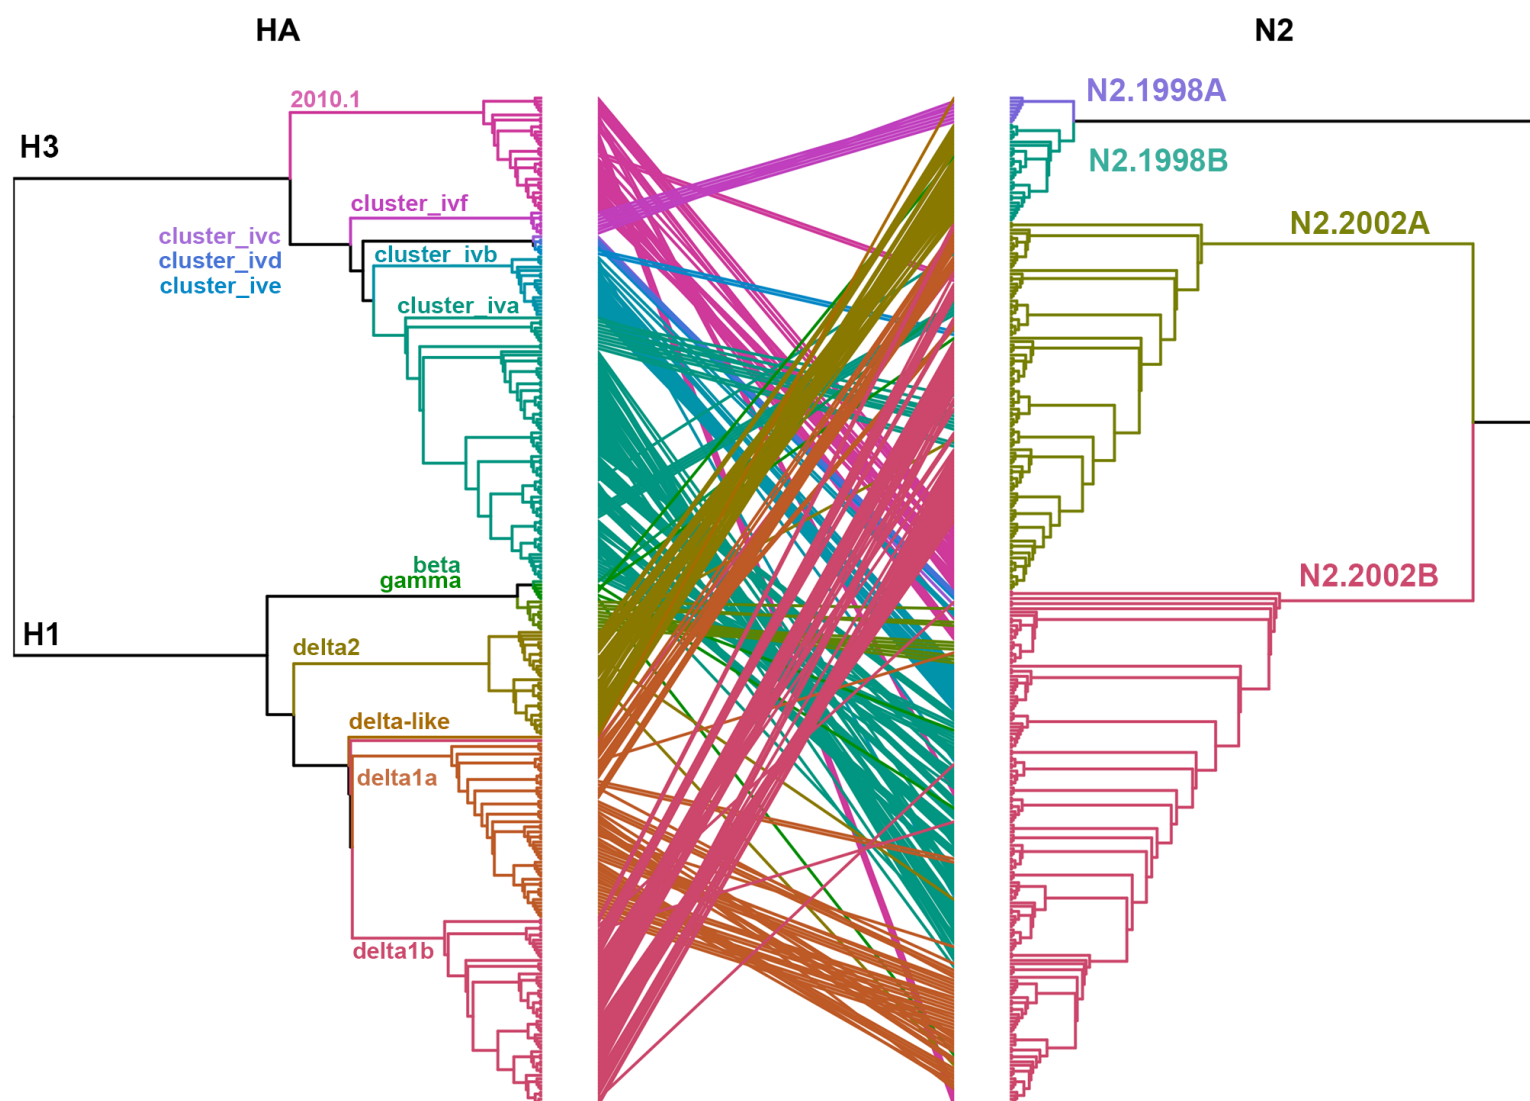 HA
N2
2010.1
H3
cluster_ivf
cluster_ivc
cluster_ivd
cluster_ive
cluster_ivb
cluster_iva
beta
gamma
H1
delta2
delta-like
delta1a
delta1b
N2.1998A
N2.1998B
N2.2002A
N2.2002B